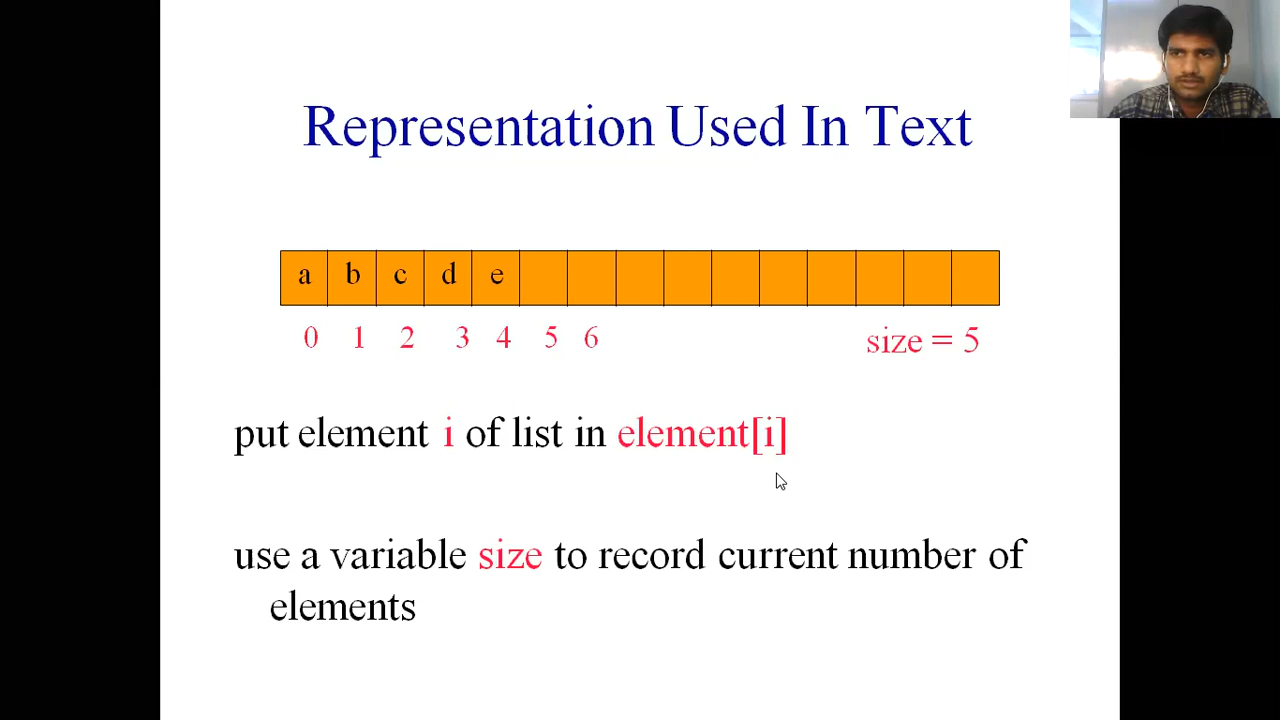 Representation Used In Text
a b c d e
0 1 2 3 4 5 6 size = 5
put element i of list in element[i]
use a variable size to record current number of
elements